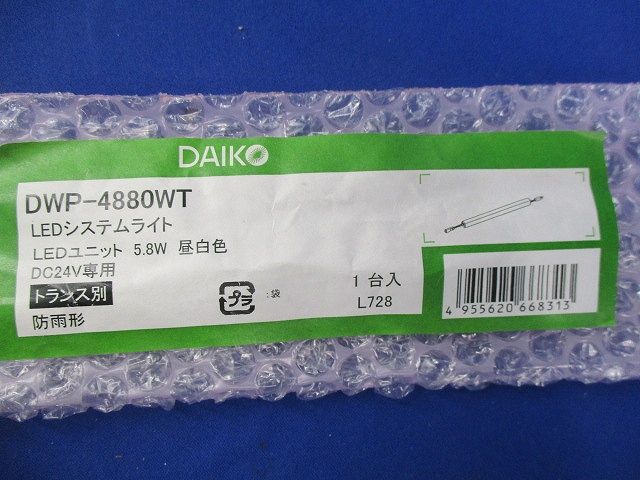 DAIKO
DWP-4880WT
LEDシステムライト
LEDユニット 5.8W 昼白色
DC24V専用
トランス別
防雨形
プラ
:袋
1台入
L728
4 955620 668313